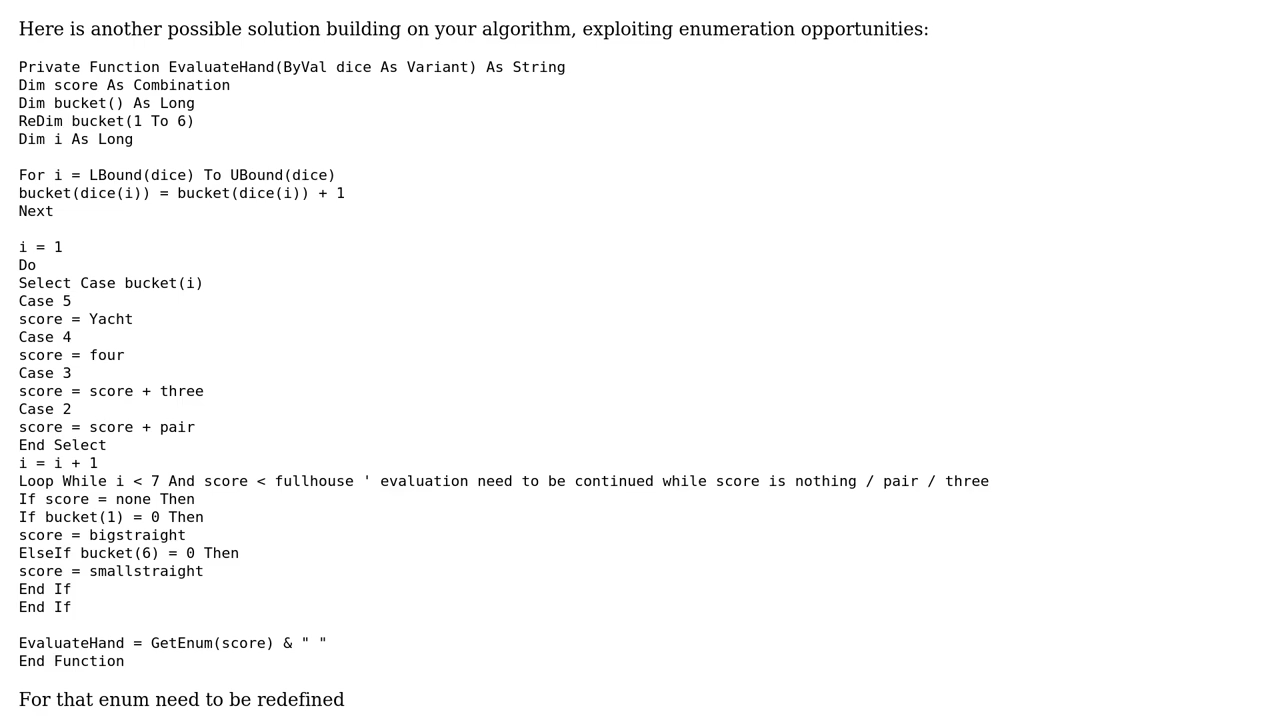 Here is another possible solution building on your algorithm, exploiting enumeration opportunities:
Private Function EvaluateHand(ByVal dice As Variant) As String
Dim score As Combination
Dim bucket() As Long
ReDim bucket(1 To 6)
Dim i As Long
For i = LBound(dice) To UBound(dice)
bucket(dice(i)) = bucket(dice(i)) + 1
Next
i = 1
Do
Select Case bucket(i)
Case 5
score = Yacht
Case 4
score = four
Case 3
score = score + three
Case 2
score = score + pair
End Select
i = i + 1
Loop While i < 7 And score < fullhouse ' evaluation need to be continued while score is nothing / pair / three
If score = none Then
If bucket(1) = 0 Then
score = bigstraight
ElseIf bucket(6) = 0 Then
score = smallstraight
End If
End If
EvaluateHand = GetEnum(score) & " "
End Function
For that enum need to be redefined